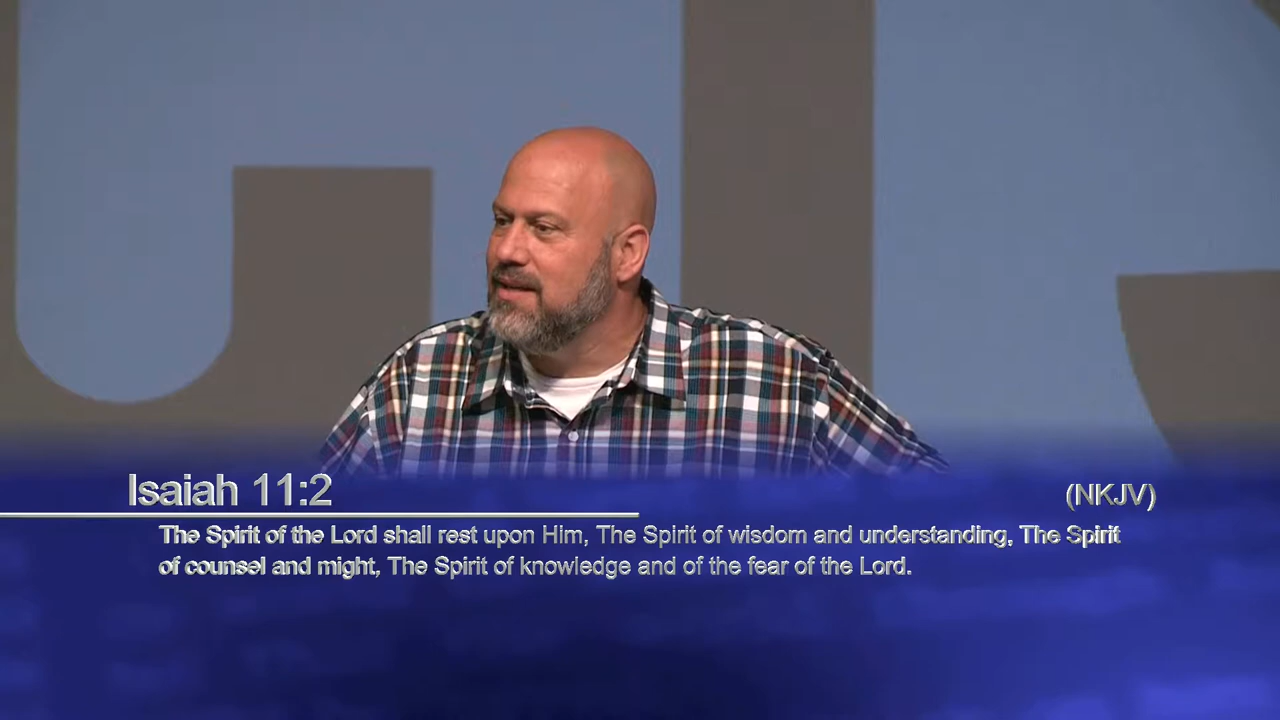 Isaiah 11:2
(NKJV)
The Spirit of the Lord shall rest upon Him, The Spirit of wisdom and understanding, The Spirit
of counsel and might, The Spirit of knowledge and of the fear of the Lord.